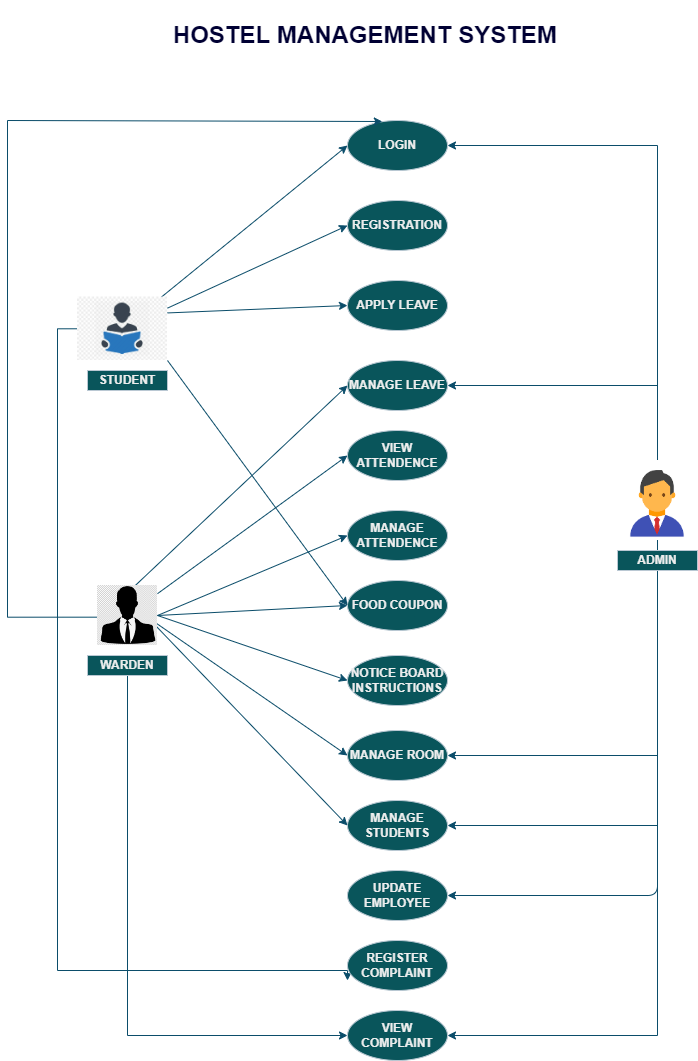 HOSTEL MANAGEMENT SYSTEM
LOGIN
REGISTRATION
APPLY LEAVE
STUDENT
MANAGE LEAVE
VIEW
ATTENDENCE
MANAGE
ATTENDENCE
ADMIN
FOOD COUPON
WARDEN
NOTICE BOARD
INSTRUCTIONS
MANAGE ROOM
MANAGE
STUDENTS
UPDATE
EMPLOYEE
REGISTER
COMPLAINT
VIEW
COMPLAINT